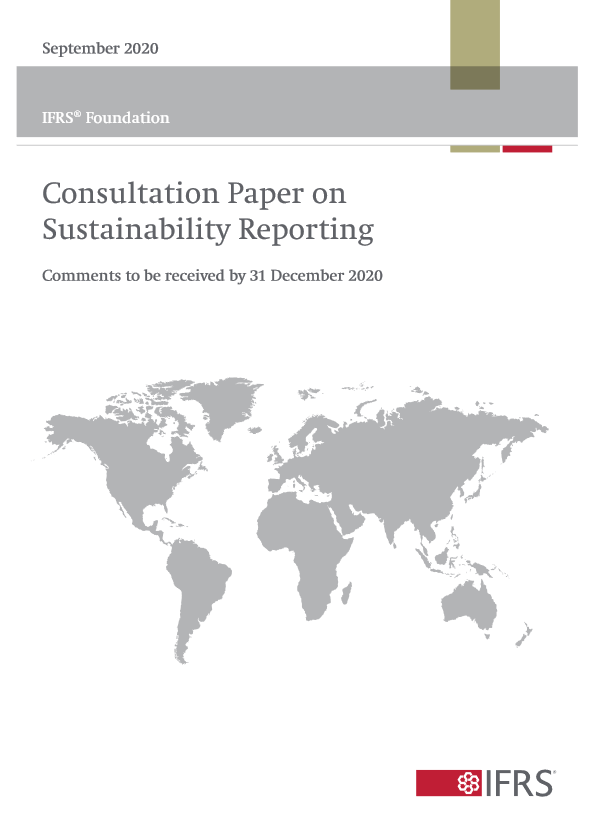 September 2020
IFRS® Foundation
Consultation Paper on
Sustainability Reporting
Comments to be received by 31 December 2020
IFRS®